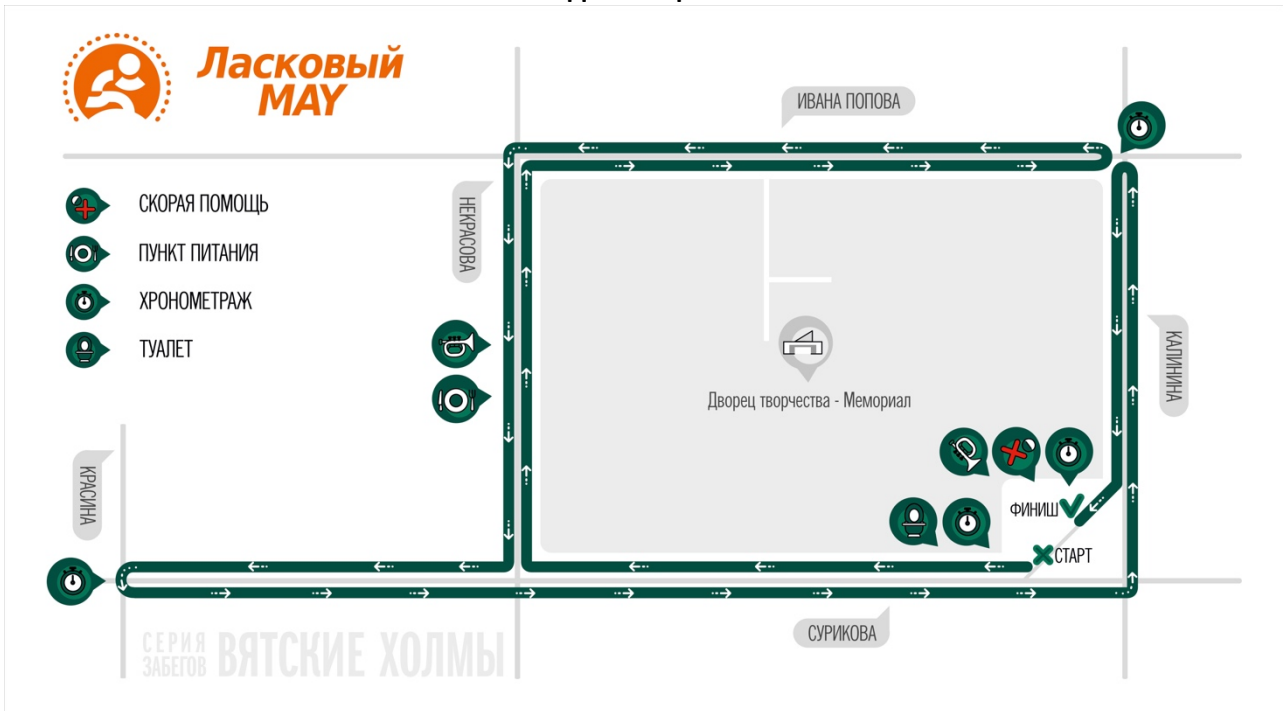 Ласковый
MAY
ИВАНА ПОПОВА
СКОРАЯ ПОМОЩЬ
ПУНКТ ПИТАНИЯ
ХРОНОМЕТРАЖ
ТУАЛЕТ
НЕКРАСОВА
КАЛИНИНА
Дворец творчества - Мемориал
КРАСИНА
ФИНИШ
СТАРТ
СУРИКОВА
СЕРИЯ
ЗАБЕГОВ
ВЯТСКИЕ ХОЛМЫ